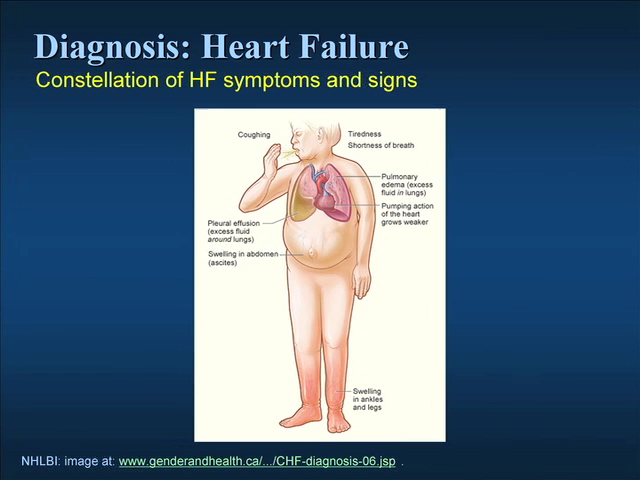 Diagnosis: Heart Failure
Constellation of HF symptoms and signs
Coughing
Tiredness
Shortness of breath
Pulmonary
edema (excess
fluid in lungs)
Pumping action
of the heart
grows weaker
Pleural effusion
(excess fluid
around lungs)
Swelling in abdomen
(ascites)
Swelling
in ankles
and legs
NHLBI: image at: www.genderandhealth.ca/.../CHF-diagnosis-06.jsp .